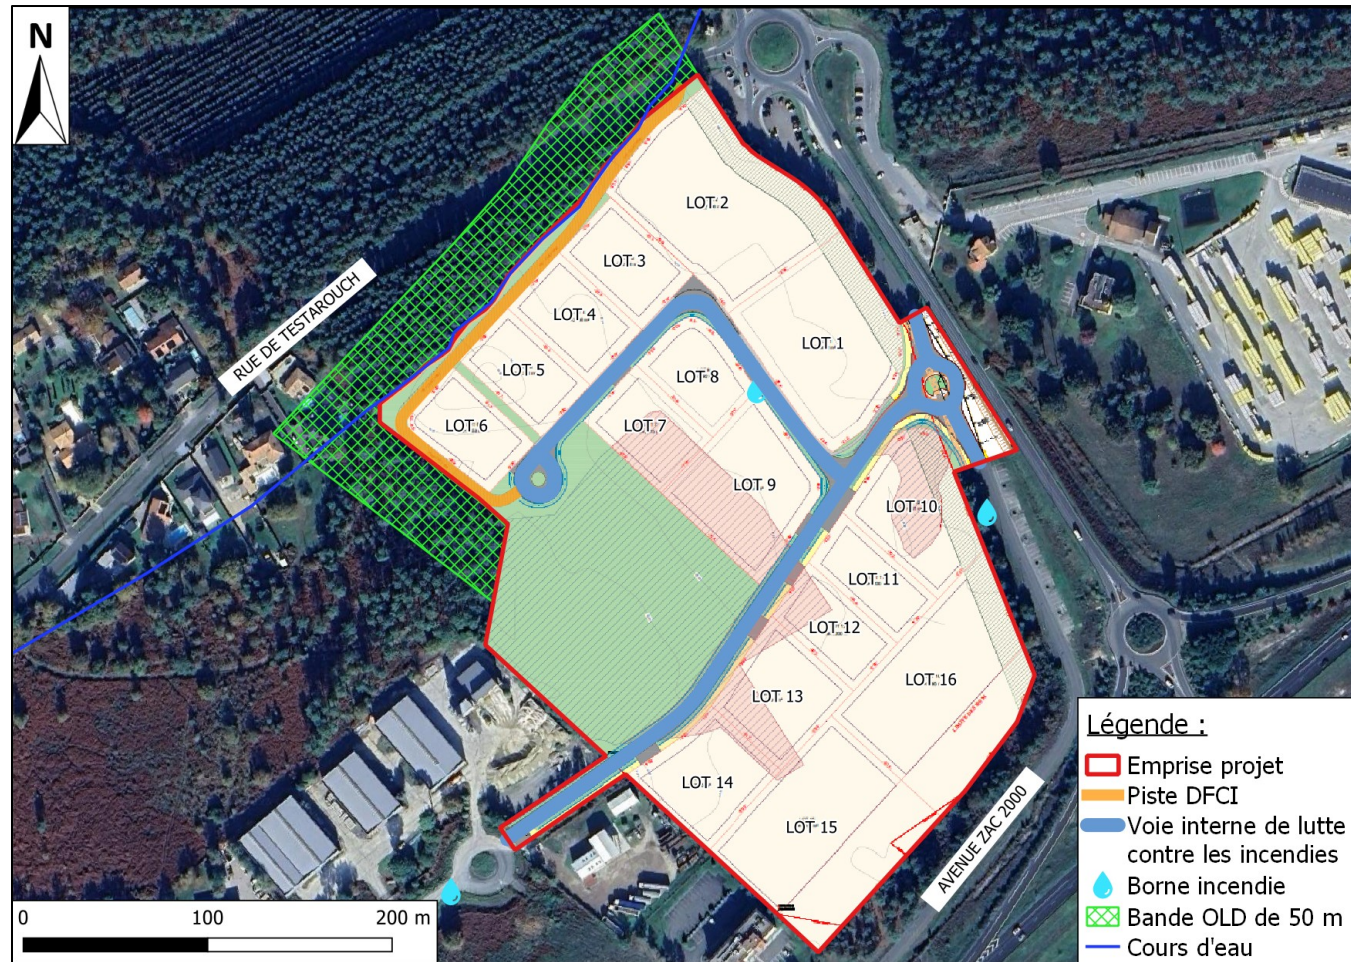 N
LOT 2
LOT 3
RUE DE TESTAROUCH
LOT 4
LOT 1
LOT 5
LOT 8
LOT 6
LOT 7
LOT 9
LOT 10
LOT 11
LOT 12
LOT 16
LOT 13
LOT 14
LOT 15
AVENUE ZAC 2000
Légende :
Emprise projet
Piste DFCI
Voie interne de lutte
contre les incendies
Borne incendie
Bande OLD de 50 m
Cours d'eau
0 100 200 m